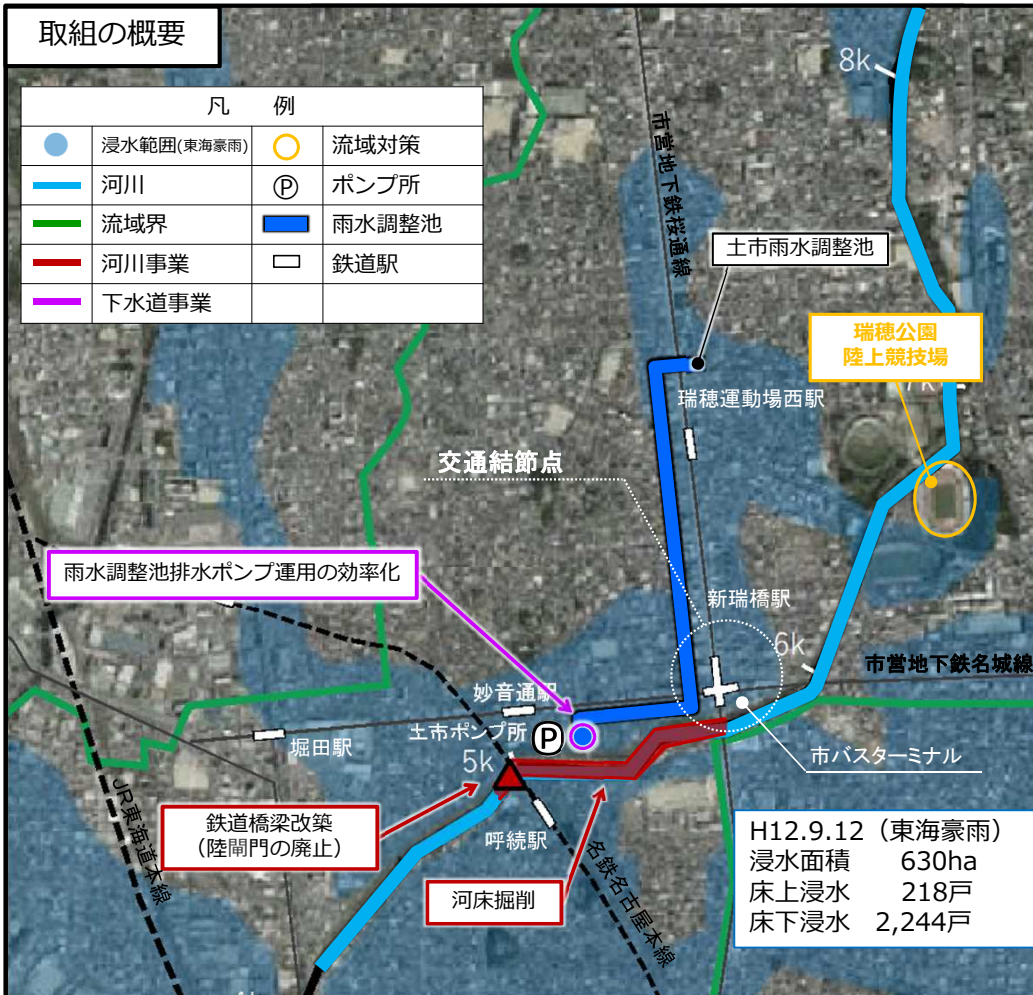 取組の概要
凡 例
浸水範囲(東海豪雨)
流域対策
河川
Ⓟ
ポンプ所
流域界
雨水調整池
河川事業
鉄道駅
下水道事業
8k
市営地下鉄桜通線
土市雨水調整池
瑞穂公園
陸上競技場
7k
瑞穂運動場西駅
交通結節点
雨水調整池排水ポンプ運用の効率化
新瑞橋駅
6k
市営地下鉄名城線
妙音通駅
土市ポンプ所
P
堀田駅
5k
市バスターミナル
JR東海道本線
鉄道橋梁改築
(陸閘門の廃止)
呼続駅
名鉄名古屋本線
河床掘削
H12.9.12(東海豪雨)
浸水面積 630ha
床上浸水 218戸
床下浸水 2,244戸